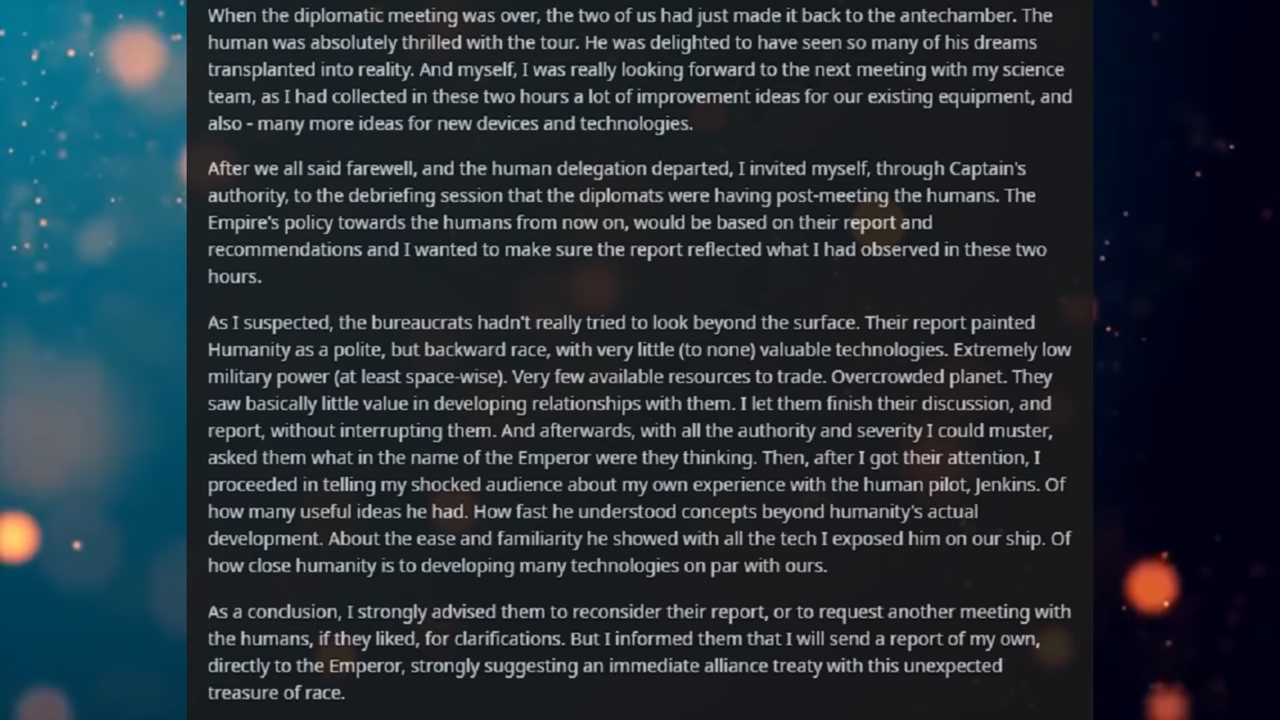 When the diplomatic meeting was over, the two of us had just made it back to the antechamber. The
human was absolutely thrilled with the tour. He was delighted to have seen so many of his dreams
transplanted into reality. And myself, I was really looking forward to the next meeting with my science
team, as I had collected in these two hours a lot of improvement ideas for our existing equipment, and
also - many more ideas for new devices and technologies.
After we all said farewell, and the human delegation departed, I invited myself, through Captain's
authority, to the debriefing session that the diplomats were having post-meeting the humans. The
Empire's policy towards the humans from now on, would be based on their report and
recommendations and I wanted to make sure the report reflected what I had observed in these two
hours.
As I suspected, the bureaucrats hadn't really tried to look beyond the surface. Their report painted
Humanity as a polite, but backward race, with very little (to none) valuable technologies. Extremely low
military power (at least space-wise). Very few available resources to trade. Overcrowded planet. They
saw basically little value in developing relationships with them. I let them finish their discussion, and
report, without interrupting them. And afterwards, with all the authority and severity I could muster,
asked them what in the name of the Emperor were they thinking. Then, after I got their attention, I
proceeded in telling my shocked audience about my own experience with the human pilot, Jenkins. Of
how many useful ideas he had. How fast he understood concepts beyond humanity's actual
development. About the ease and familiarity he showed with all the tech I exposed him on our ship. Of
how close humanity is to developing many technologies on par with ours.
As a conclusion, I strongly advised them to reconsider their report, or to request another meeting with
the humans, if they liked, for clarifications. But I informed them that I will send a report of my own,
directly to the Emperor, strongly suggesting an immediate alliance treaty with this unexpected
treasure of race.